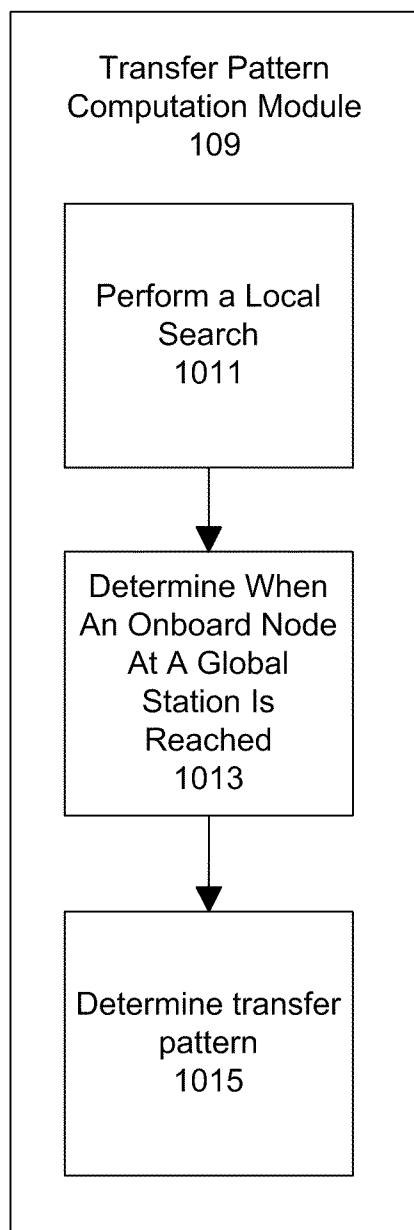 Transfer Pattern
Computation Module
109
Perform a Local
Search
1011
Determine When
An Onboard Node
At A Global
Station Is
Reached
1013
Determine transfer
pattern
1015